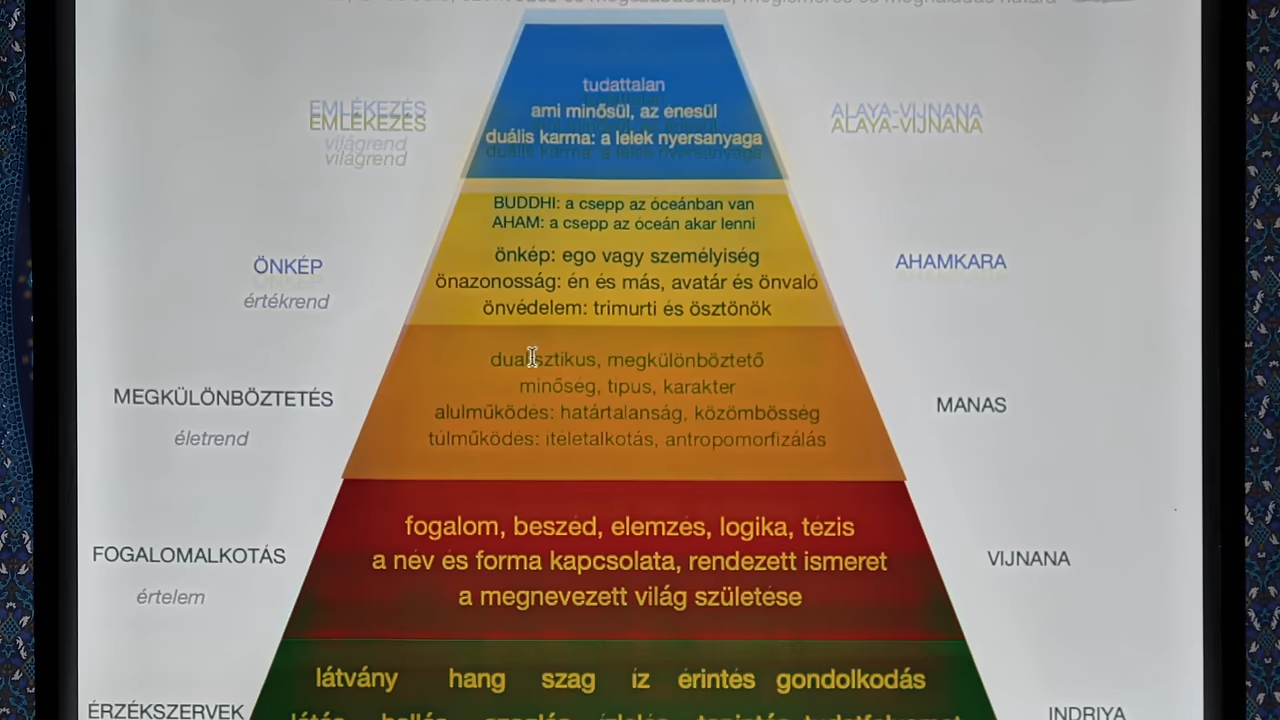 tudattalan
EMLÉKEZÉS
ami minősül, az énesül
ALAYA-VIJNANA
világrend
duális karma: a lélek nyersanyaga
BUDDHI: a csepp az óceánban van
AHAM: a csepp az óceán akar lenni
ÖNKÉP
önkép: ego vagy személyiség
AHAMKARA
értékrend
önazonosság: én és más, avatár és önvaló
önvédelem: trimurti és ösztönök
dualisztikus, megkülönböztető
MEGKÜLÖNBÖZTETÉS
minőség, típus, karakter
MANAS
életrend
alulműködés: határtalanság, közömbösség
túlműködés: ítéletalkotás, antropomorfizálás
fogalom, beszéd, elemzés, logika, tézis
FOGALOMALKOTÁS
a név és forma kapcsolata, rendezett ismeret
VIJNANA
értelem
a megnevezett világ születése
látvány hang szag íz érintés gondolkodás
ÉRZÉKSZERVEK
INDRIYA